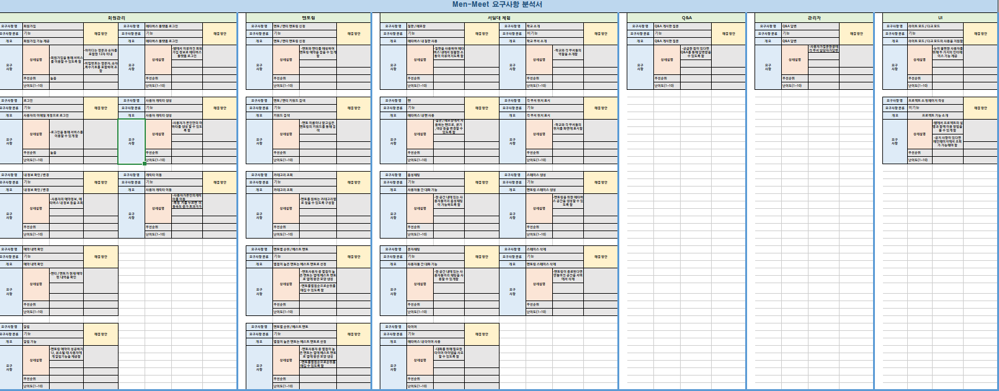 Men-Meet 요구사항 분석서
회원관리
요구사항 명 회원가입
요구사항 분류 기능
해결 방안
개요 회원가입 기능 제공
요구
사항
상세설명
-회원가입을 통해 서비스
를 이용할 수 있도록 함
-아이디는 영문과 숫자를
포함한 12자 이내
-비밀번호는 영문자, 숫자,
특수기호를 포함하여 조
합
우선순위 높음
난이도(1~10)
요구사항 명 메타버스 플랫폼 로그인
요구사항 분류 기능
해결 방안
개요 메타버스 플랫폼 로그인
요구
사항
상세설명
-웹에서 이루어진 회원
가입 정보로 메타버스
플랫폼 로그인
우선순위
난이도(1~10)
요구사항 명 로그인
요구사항 분류 기능
해결 방안
개요 사용자의 이메일 계정으로 로그인
요구
사항
상세설명
-로그인을 통해 서비스를
이용할 수 있게 함
우선순위 높음
난이도(1~10)
요구사항 명 사용자 캐릭터 생성
요구사항 분류 기능
해결 방안
개요 사용자 캐릭터 생성
요구
사항
상세설명
-사용자가 본인만의 아
바타를 생성 할 수 있도
록 함
우선순위
난이도(1~10)
요구사항 명 내 정보 확인 / 변경
요구사항 분류 기능
해결 방안
개요 내 정보 확인 / 변경
요구
사항
상세설명
-사용자의 예약정보, 메
타버스 내 정보 등을 조회
우선순위
난이도(1~10)
요구사항 명 캐릭터 이동
요구사항 분류 기능
해결 방안
개요 사용자 캐릭터 이동
요구
사항
상세설명
-사용자가 본인의 캐릭
터를 이동
-특정 키를 누르면 이
동속도 증가 효과가 가
우선순위
난이도(1~10)
요구사항 명 예약 내역 확인
요구사항 분류 기능
해결 방안
개요 예약 내역 확인
요구
사항
상세설명
-멘티 / 멘토가 현재 예약
된 내역을 확인
우선순위
난이도(1~10)
요구사항 명 알림
요구사항 분류 기능
해결 방안
개요 알림 기능
요구
사항
상세설명
-멘토링 예약이 성공하거
나, 취소될 때 사용자에
게 알림기능을 제공함
우선순위
난이도(1~10)
멘토링
요구사항 명 멘토 / 멘티 멘토링 신청
요구사항 분류 기능
해결 방안
개요 멘토 / 멘티 멘토링 신청
요구
사항
상세설명
-멘토와 멘티를 매칭하여
멘토링 예약을 잡을 수 있게
함
우선순위
난이도(1~10)
요구사항 명 멘토 / 멘티 키워드 검색
요구사항 분류 기능
해결 방안
개요 키워드 검색
요구
사항
상세설명
-멘토 이름이나 받고싶은
멘토링의 키워드를 통해 검
색
우선순위
난이도(1~10)
요구사항 명 카테고리 조회
요구사항 분류 기능
해결 방안
개요 카테고리 조회
요구
사항
상세설명
-멘토를 원하는 카테고리별
로 찾을 수 있도록 구성함
우선순위
난이도(1~10)
요구사항 명 멘토별 순위 / 베스트 멘토
요구사항 분류 기능
해결 방안
개요 별점이 높은 멘토는 베스트 멘토로 선정
요구
사항
상세설명
-멘토사용자 중 별점이 높
은 멘토는 옆에 베스트 멘토
로 옆에 왕관 모양 생성
-멘토를 별점순으로 순위를
매길 수 있도록 함
우선순위
난이도(1~10)
요구사항 명 멘토별 순위 / 베스트 멘토
요구사항 분류 기능
해결 방안
개요 별점이 높은 멘토는 베스트 멘토로 선정
요구
사항
상세설명
-멘토사용자 중 별점이 높
은 멘토는 옆에 베스트 멘토
로 옆에 왕관 모양 생성
-멘토를 별점순으로 순위를
매길 수 있도록 함
우선순위
난이도(1~10)
서일대 체험
요구사항 명 칠판 / 메모장
요구사항 분류 기능
해결 방안
개요 메타버스 내 칠판 사용
요구
사항
상세설명
-칠판을 사용하여 메타
버스 내에서 원활한 활
동이 이루어지도록 함
우선순위
난이도(1~10)
요구사항 명 학교 소개
요구사항 분류 비기능
해결 방안
개요 학교 부서 소개
요구
사항
상세설명
-학교와 각 부서들의
역할을 소개함
우선순위
난이도(1~10)
요구사항 명 펜
요구사항 분류 기능
해결 방안
개요 메타버스 내 펜 사용
요구
사항
상세설명
-칠판 / 메모장에서 사
용하는 펜으로, 굵기
, 색상 등을 변경할 수
있도록 함
우선순위
난이도(1~10)
요구사항 명 각 부서 위치 표시
요구사항 분류 비기능
해결 방안
개요 각 부서 위치 표시
요구
사항
상세설명
-학교와 각 부서들의
위치를 화면에 표시함
우선순위
난이도(1~10)
요구사항 명 음성채팅
요구사항 분류 기능
해결 방안
개요 사용자들 간 대화 기능
요구
사항
상세설명
-한 공간 내에 있는 사
용자들끼리 음성채팅
이 가능하도록 함
우선순위
난이도(1~10)
요구사항 명 스페이스 생성
요구사항 분류 기능
해결 방안
개요 멘토링 스페이스 생성
요구
사항
상세설명
-멘토링을 위한 메타버
스 공간을 생성할 수 있
도록 함
우선순위
난이도(1~10)
요구사항 명 문자채팅
요구사항 분류 기능
해결 방안
개요 사용자들 간 대화 기능
요구
사항
상세설명
-한 공간 내에 있는 사
용자들끼리 채팅을 사
용할 수 있게함
우선순위
난이도(1~10)
요구사항 명 스페이스 삭제
요구사항 분류 기능
해결 방안
개요 멘토링 스페이스 삭제
요구
사항
상세설명
-멘토링이 종료된다면
만들어진 공간을 서버
에서 삭제
우선순위
난이도(1~10)
요구사항 명 타이머
요구사항 분류 기능
해결 방안
개요 메타버스 내 타이머 사용
요구
사항
상세설명
-대화를 위해 필요한
타이머 아이템을 사요
할 수 있도록 함
우선순위
난이도(1~10)
Q&A
요구사항 명 Q&A 게시판 질문
요구사항 분류 기능
해결 방안
개요 Q&A 게시판 질문
요구
사항
상세설명
-궁금한 점이 있다면
Q&A를 통해 답변받을
수 있도록 함
우선순위
난이도(1~10)
관리자
요구사항 명 Q&A 답변
요구사항 분류 기능
해결 방안
개요 Q&A 답변
요구
사항
상세설명
-사용자가 질문한 글에
각 부서 담당자가 답변
우선순위
난이도(1~10)
UI
요구사항 명 라이트 모드 / 다크 모드
요구사항 분류 기능
해결 방안
개요 라이트 모드 / 다크 모드의 사용을 지원함
요구
사항
상세설명
-눈이 불편한 사용자를
위해 두 가지의 인터페
이스 기능 제공
우선순위
난이도(1~10)
요구사항 명 프로젝트 소개 페이지 작성
요구사항 분류 비기능
해결 방안
개요 프로젝트 기능 소개
요구
사항
상세설명
-웹에서 프로젝트의 설
명과 함께 이용 방법을
볼 수 있게 함
-공지 사항이 있다면
메인페이지에서 조회
가 가능해야 함
우선순위
난이도(1~10)